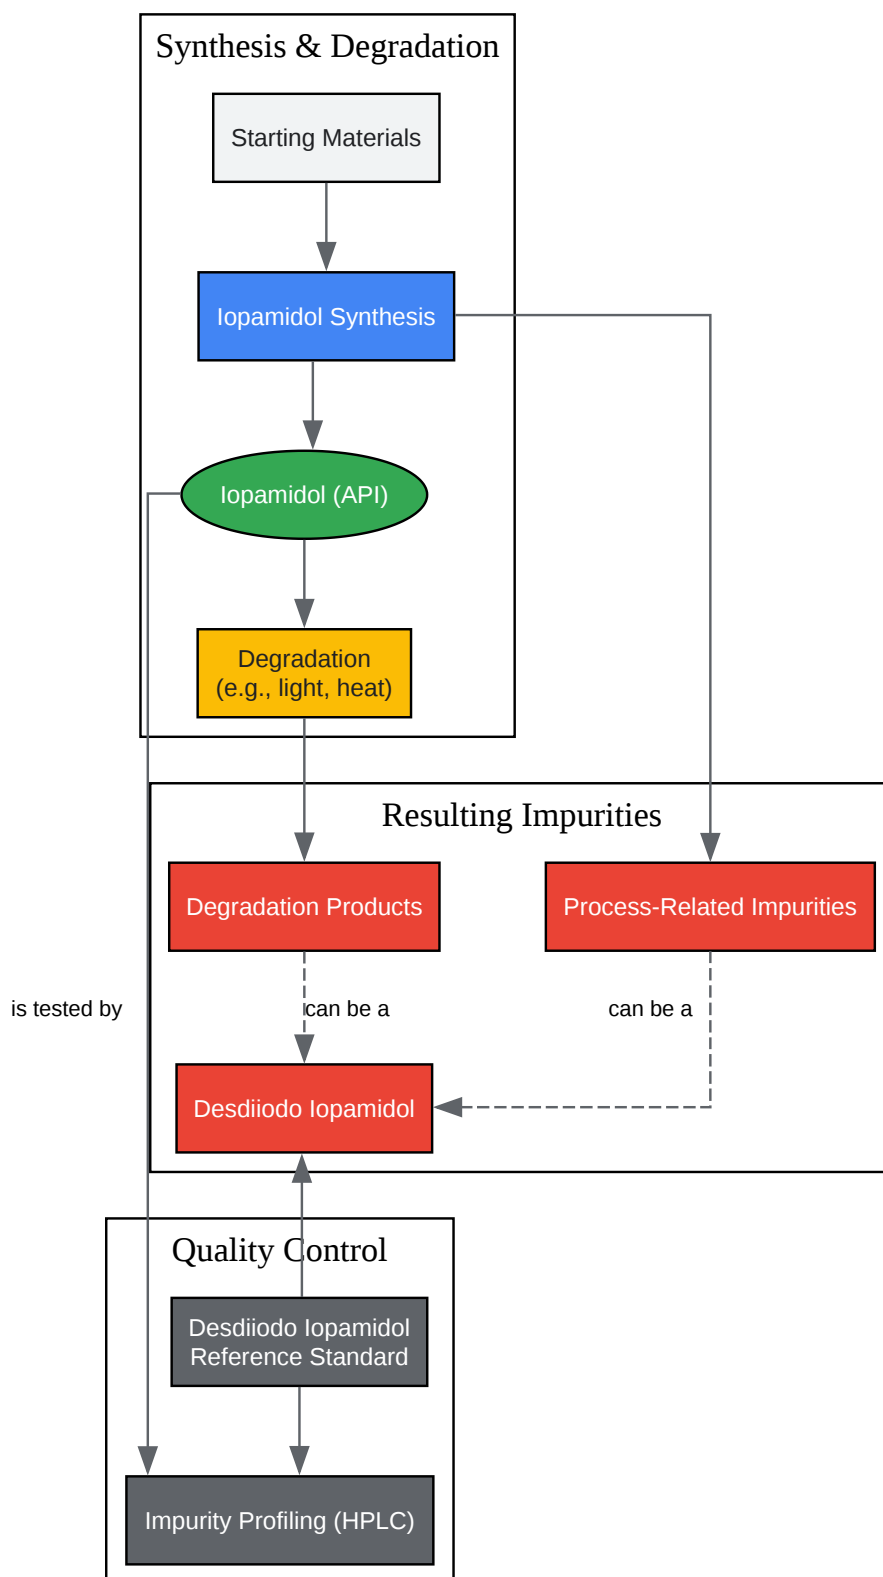 Synthesis & Degradation
Starting Materials
Iopamidol Synthesis
Iopamidol (API)
Degradation
(e.g., light, heat)
Resulting Impurities
Degradation Products
Process-Related Impurities
is tested by
can be a
can be a
Desdiiodo Iopamidol
Quality Control
Desdiiodo Iopamidol
Reference Standard
Impurity Profiling (HPLC)